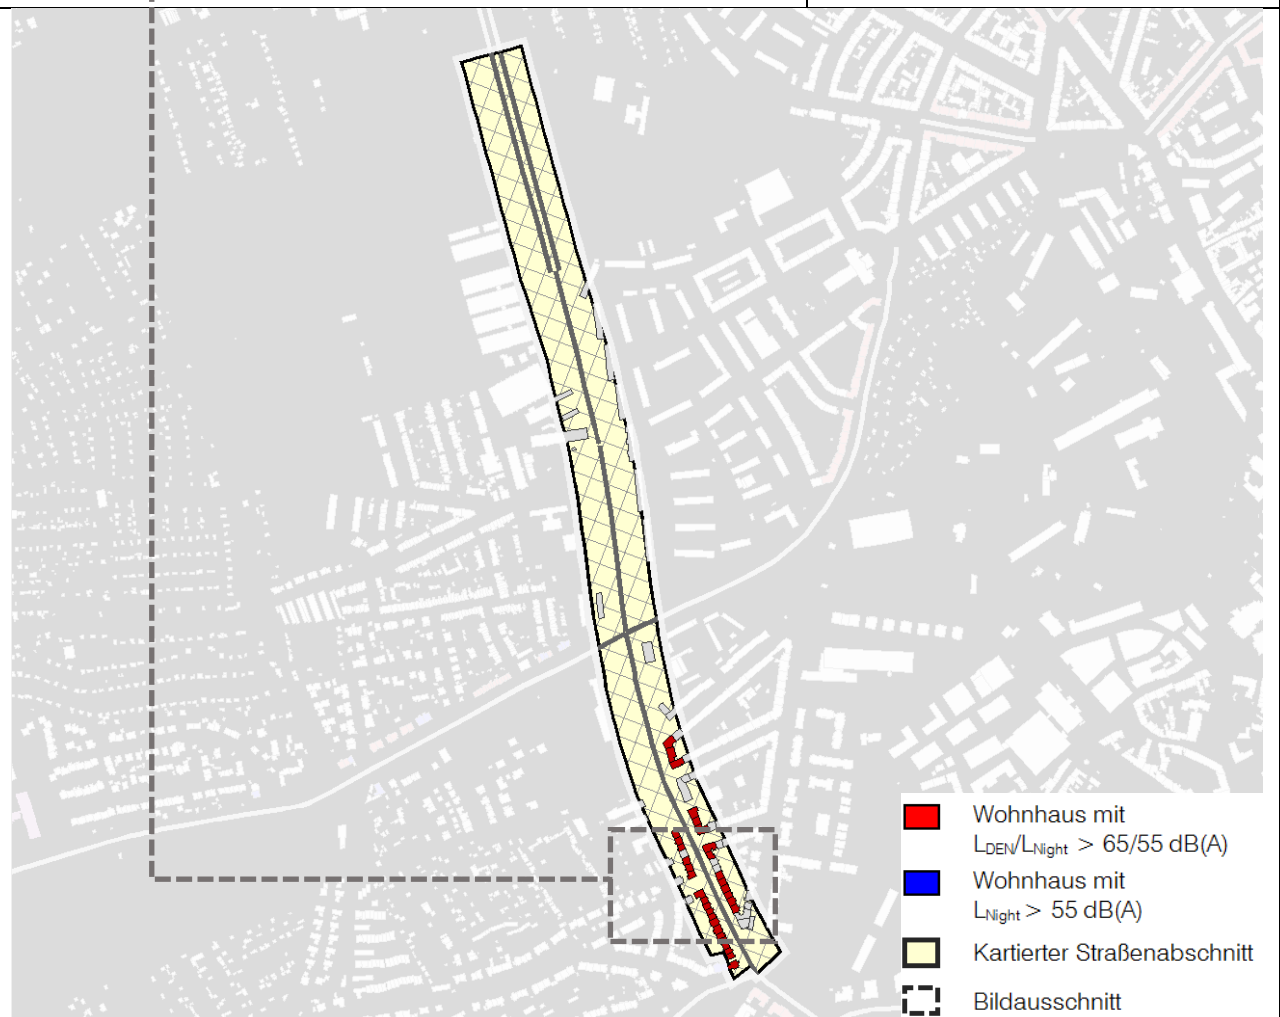 Wohnhaus mit
LDEN/LNight > 65/55 dB(A)
Wohnhaus mit
LNight > 55 dB(A)
Kartierter Straßenabschnitt
Bildausschnitt